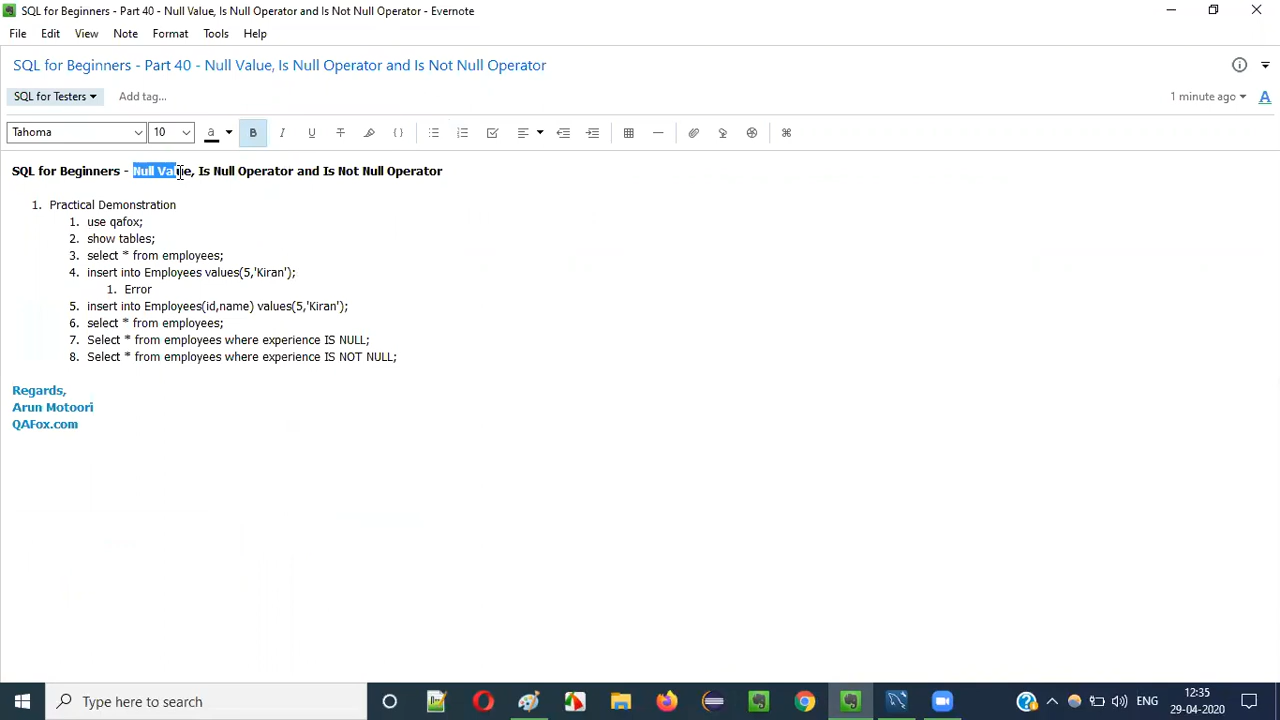 SQL for Beginners - Part 40 - Null Value, Is Null Operator and Is Not Null Operator - Evernote
File Edit View Note Format Tools Help
SQL for Beginners - Part 40 - Null Value, Is Null Operator and Is Not Null Operator
SQL for Testers Add tag... 1 minute ago
Tahoma 10
SQL for Beginners - Null Value, Is Null Operator and Is Not Null Operator
1. Practical Demonstration
1. use qafox;
2. show tables;
3. select * from employees;
4. insert into Employees values(5,'Kiran');
1. Error
5. insert into Employees(id,name) values(5,'Kiran');
6. select * from employees;
7. Select * from employees where experience IS NULL;
8. Select * from employees where experience IS NOT NULL;
Regards,
Arun Motoori
QAFox.com
Type here to search
ENG
12:35
29-04-2020